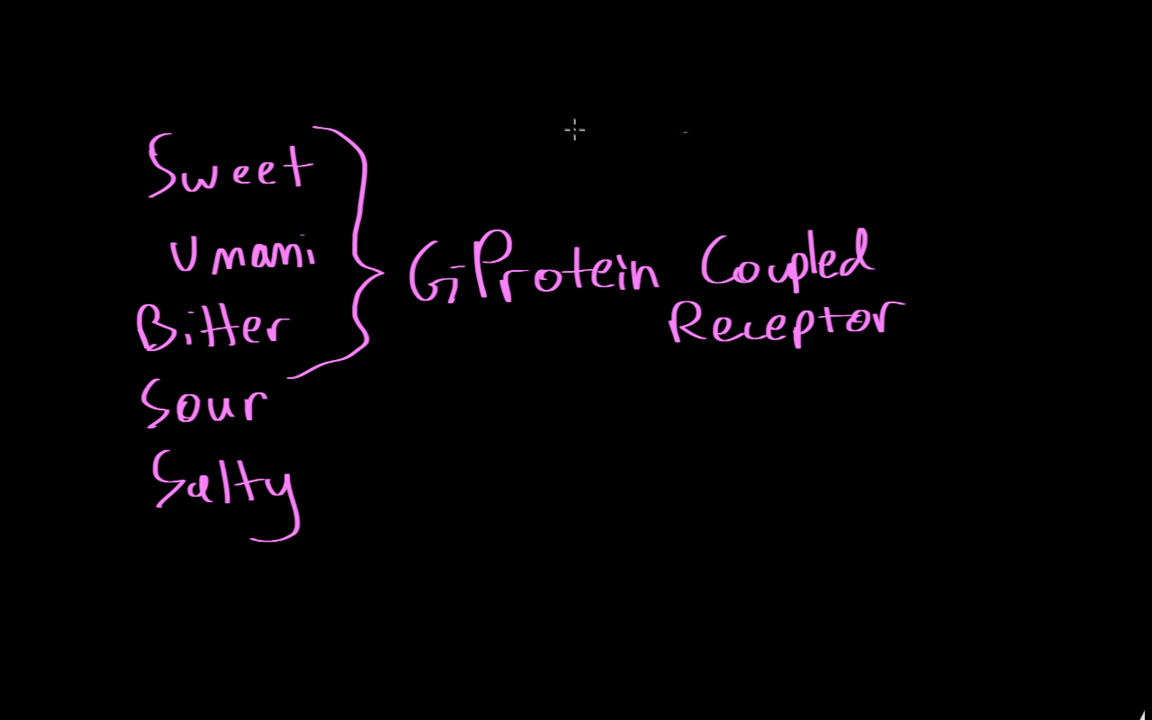 Sweet
Umami
Bitter
Sour
Salty
G Protein Coupled
Receptor